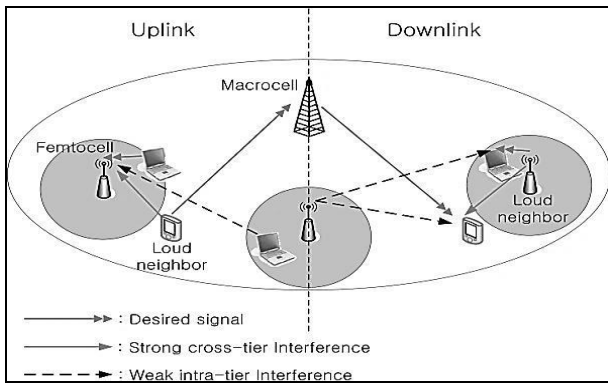 Uplink
Downlink
Macrocell
Femtocell
Loud
neighbor
Loud
neighbor
: Desired signal
: Strong cross-tier Interference
: Weak intra-tier Interference